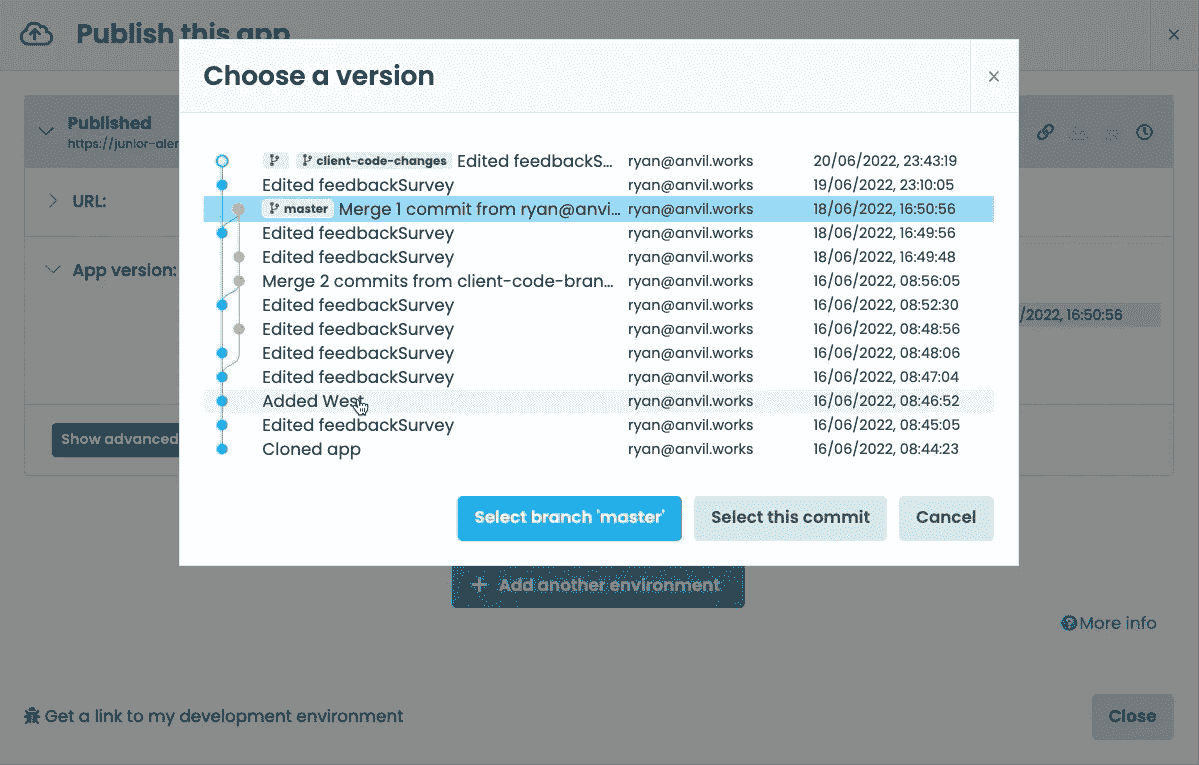 Publish this app
Choose a version
Published
https://junior-aler
client-code-changes Edited feedbackS... ryan@anvil.works 20/06/2022, 23:43:19
Edited feedbackSurvey ryan@anvil.works 19/06/2022, 23:10:05
URL:
master Merge 1 commit from ryan@anvi... ryan@anvil.works 18/06/2022, 16:50:56
Edited feedbackSurvey ryan@anvil.works 18/06/2022, 16:49:56
Edited feedbackSurvey ryan@anvil.works 18/06/2022, 16:49:48
App version:
Merge 2 commits from client-code-bran... ryan@anvil.works 16/06/2022, 08:56:05
Edited feedbackSurvey ryan@anvil.works 16/06/2022, 08:52:30
/2022, 16:50:56
Edited feedbackSurvey ryan@anvil.works 16/06/2022, 08:48:56
Edited feedbackSurvey ryan@anvil.works 16/06/2022, 08:48:06
Edited feedbackSurvey ryan@anvil.works 16/06/2022, 08:47:04
Added West ryan@anvil.works 16/06/2022, 08:46:52
Edited feedbackSurvey ryan@anvil.works 16/06/2022, 08:45:05
Show advanced
Cloned app ryan@anvil.works 16/06/2022, 08:44:23
Select branch 'master' Select this commit Cancel
+ Add another environment
More info
Get a link to my development environment
Close